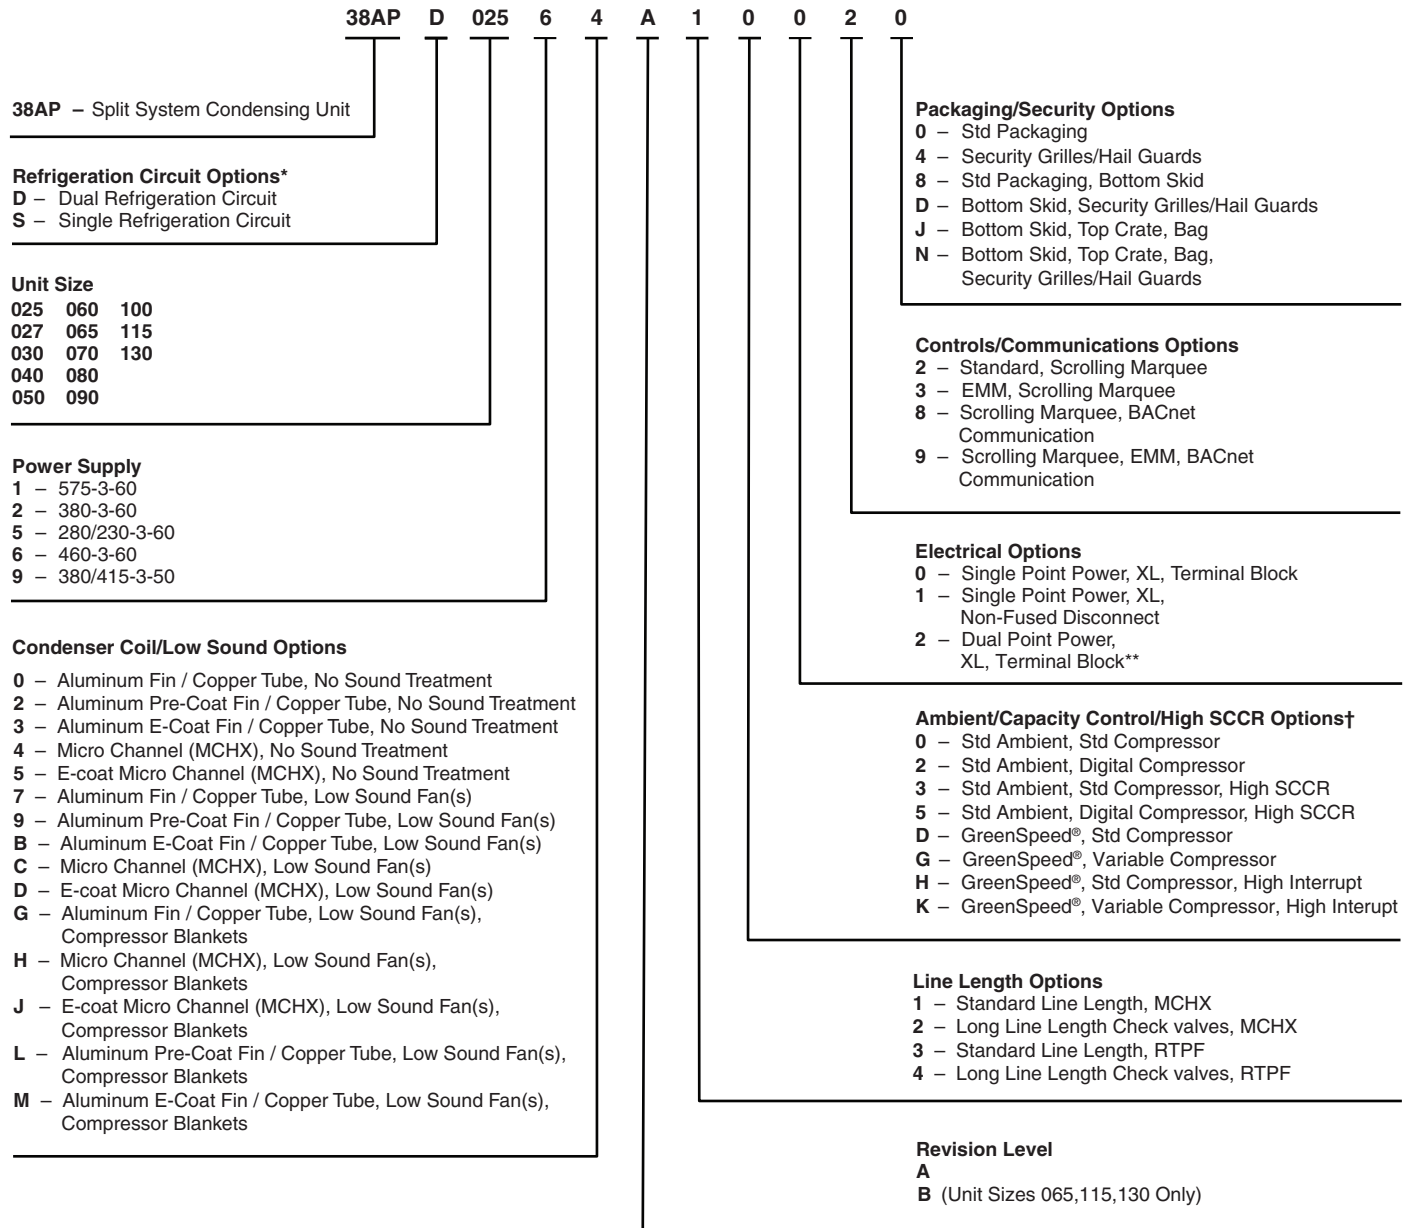 38AP D 025 6 4 A 1 0 0 2 0
38AP – Split System Condensing Unit
Refrigeration Circuit Options*
D – Dual Refrigeration Circuit
S – Single Refrigeration Circuit
Unit Size
025 060 100
027 065 115
030 070 130
040 080
050 090
Power Supply
1 – 575-3-60
2 – 380-3-60
5 – 280/230-3-60
6 – 460-3-60
9 – 380/415-3-50
Condenser Coil/Low Sound Options
0 – Aluminum Fin / Copper Tube, No Sound Treatment
2 – Aluminum Pre-Coat Fin / Copper Tube, No Sound Treatment
3 – Aluminum E-Coat Fin / Copper Tube, No Sound Treatment
4 – Micro Channel (MCHX), No Sound Treatment
5 – E-coat Micro Channel (MCHX), No Sound Treatment
7 – Aluminum Fin / Copper Tube, Low Sound Fan(s)
9 – Aluminum Pre-Coat Fin / Copper Tube, Low Sound Fan(s)
B – Aluminum E-Coat Fin / Copper Tube, Low Sound Fan(s)
C – Micro Channel (MCHX), Low Sound Fan(s)
D – E-coat Micro Channel (MCHX), Low Sound Fan(s)
G – Aluminum Fin / Copper Tube, Low Sound Fan(s),
Compressor Blankets
H – Micro Channel (MCHX), Low Sound Fan(s),
Compressor Blankets
J – E-coat Micro Channel (MCHX), Low Sound Fan(s),
Compressor Blankets
L – Aluminum Pre-Coat Fin / Copper Tube, Low Sound Fan(s),
Compressor Blankets
M – Aluminum E-Coat Fin / Copper Tube, Low Sound Fan(s),
Compressor Blankets
Packaging/Security Options
0 – Std Packaging
4 – Security Grilles/Hail Guards
8 – Std Packaging, Bottom Skid
D – Bottom Skid, Security Grilles/Hail Guards
J – Bottom Skid, Top Crate, Bag
N – Bottom Skid, Top Crate, Bag,
Security Grilles/Hail Guards
Controls/Communications Options
2 – Standard, Scrolling Marquee
3 – EMM, Scrolling Marquee
8 – Scrolling Marquee, BACnet
Communication
9 – Scrolling Marquee, EMM, BACnet
Communication
Electrical Options
0 – Single Point Power, XL, Terminal Block
1 – Single Point Power, XL,
Non-Fused Disconnect
2 – Dual Point Power,
XL, Terminal Block**
Ambient/Capacity Control/High SCCR Options†
0 – Std Ambient, Std Compressor
2 – Std Ambient, Digital Compressor
3 – Std Ambient, Std Compressor, High SCCR
5 – Std Ambient, Digital Compressor, High SCCR
D – GreenSpeed®, Std Compressor
G – GreenSpeed®, Variable Compressor
H – GreenSpeed®, Std Compressor, High Interrupt
K – GreenSpeed®, Variable Compressor, High Interupt
Line Length Options
1 – Standard Line Length, MCHX
2 – Long Line Length Check valves, MCHX
3 – Standard Line Length, RTPF
4 – Long Line Length Check valves, RTPF
Revision Level
A
B (Unit Sizes 065,115,130 Only)